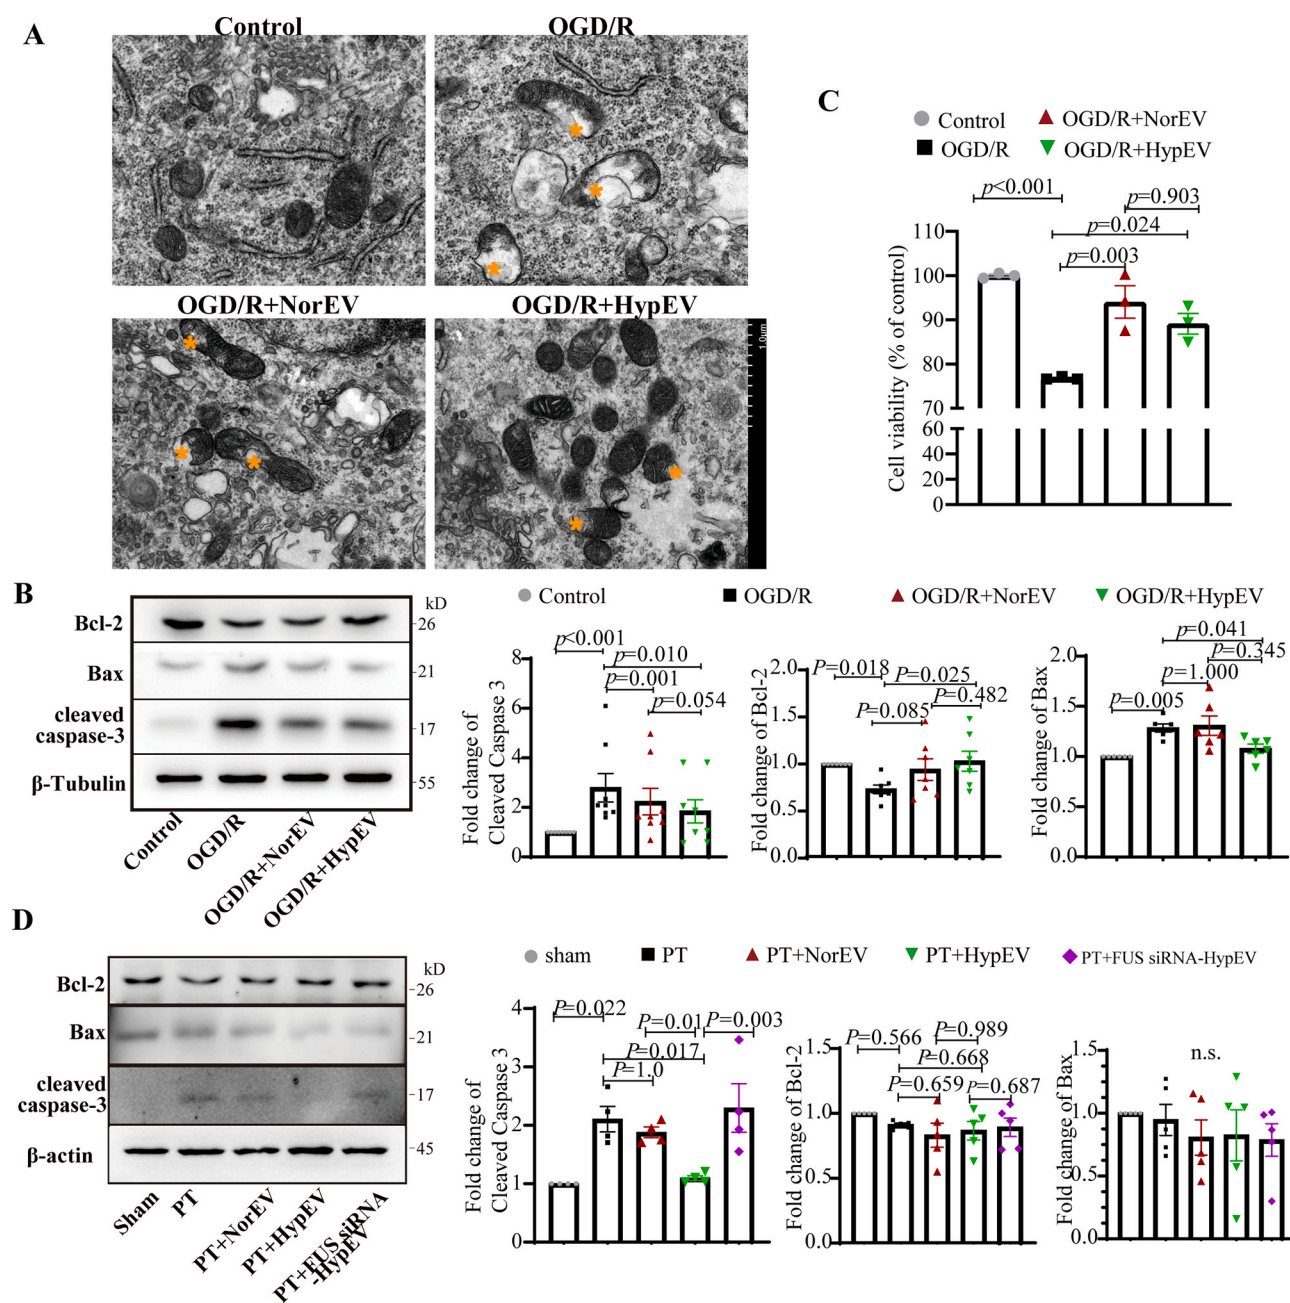 A
Control
OGD/R
OGD/R+NorEV
OGD/R+HypEV
1.0um
C
Control
OGD/R
OGD/R+NorEV
OGD/R+HypEV
p<0.001
p=0.903
p=0.024
p=0.003
Cell viability (% of control)
110
100
90
80
70
60
40
20
0
B
kD
Bcl-2
-26
Bax
-21
cleaved
caspase-3
-17
β-Tubulin
-55
Control
OGD/R
OGD/R+NorEV
OGD/R+HypEV
Control
OGD/R
OGD/R+NorEV
OGD/R+HypEV
Fold change of
Cleaved Caspase 3
8
6
4
2
0
p<0.001
p=0.010
p=0.001
p=0.054
Fold change of Bcl-2
2.0
1.5
1.0
0.5
0.0
P=0.018
P=0.025
P=0.482
P=0.085
Fold change of Bax
2.0
1.5
1.0
0.0
p=0.041
p=0.345
p=1.000
p=0.005
D
kD
Bcl-2
-26
Bax
-21
cleaved
caspase-3
-17
β-actin
-45
Sham
PT
PT+NorEV
PT+HypEV
PT+FUS siRNA
-HypEV
sham
PT
PT+NorEV
PT+HypEV
PT+FUS siRNA-HypEV
Fold change of
Cleaved Caspase 3
4
3
2
1
0
P=0.022
P=0.01
P=0.003
P=0.017
P=1.0
Fold change of Bcl-2
1.5
1.0
0.5
0.0
P=0.566
P=0.989
P=0.668
P=0.659
P=0.687
Fold change of Bax
1.5
1.0
0.5
0.0
n.s.